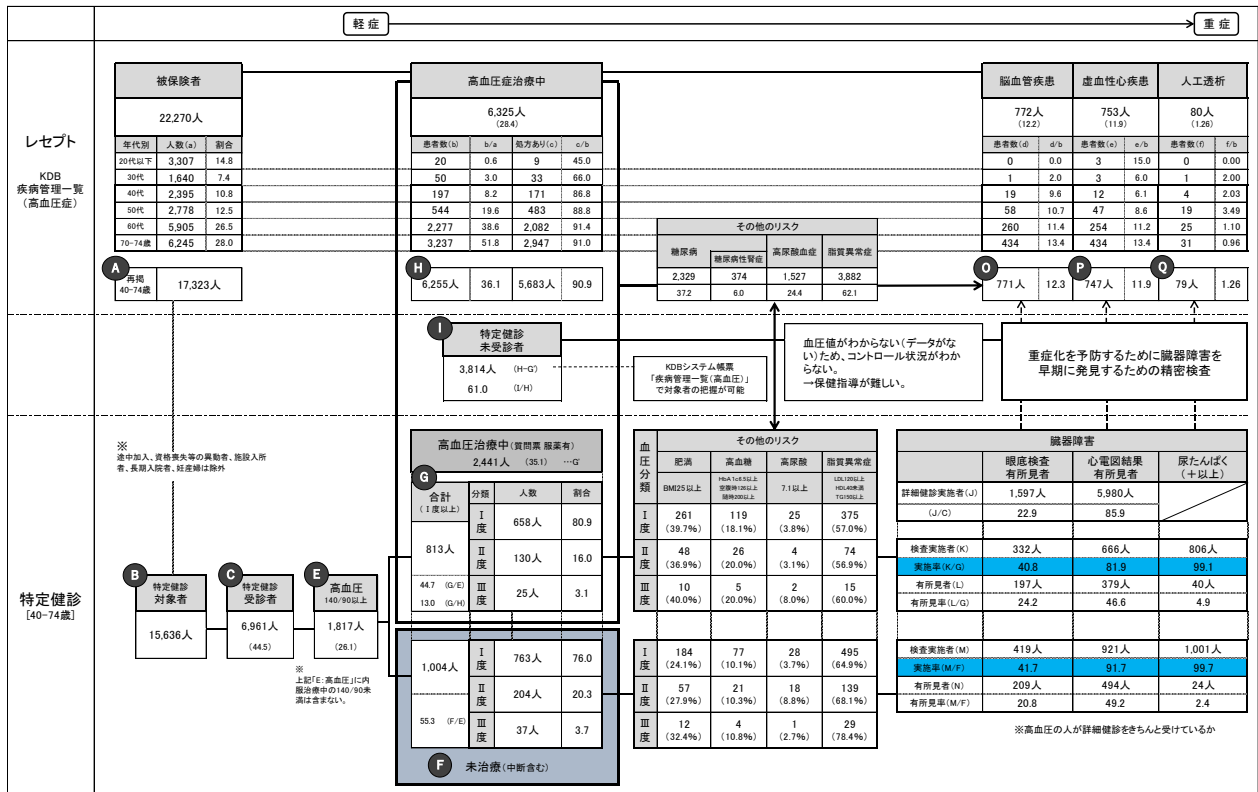 軽症
重症
レセプト
KDB
疾病管理一覧
（高血圧症）
被保険者
22,270人
年代別 人数(a) 割合
20代以下 3,307 14.8
30代 1,640 7.4
40代 2,395 10.8
50代 2,778 12.5
60代 5,905 26.5
70-74歳 6,245 28.0
A
再掲
40-74歳
17,323人
高血圧症治療中
6,325人
(28.4)
患者数(b) b/a 処方あり(c) c/b
20 0.6 9 45.0
50 3.0 33 66.0
197 8.2 171 86.8
544 19.6 483 88.8
2,277 38.6 2,082 91.4
3,237 51.8 2,947 91.0
H
6,255人 36.1 5,683人 90.9
その他のリスク
糖尿病 糖尿病性腎症 高尿酸血症 脂質異常症
2,329 374 1,527 3,882
37.2 6.0 24.4 62.1
脳血管疾患 虚血性心疾患 人工透析
772人 753人 80人
(12.2) (11.9) (1.26)
患者数(d) d/b 患者数(e) e/b 患者数(f) f/b
0 0.0 3 15.0 0 0.00
1 2.0 3 6.0 1 2.00
19 9.6 12 6.1 4 2.03
58 10.7 47 8.6 19 3.49
260 11.4 254 11.2 25 1.10
434 13.4 434 13.4 31 0.96
O P Q
771人 12.3 747人 11.9 79人 1.26
I
特定健診
未受診者
3,814人 (H-G')
61.0 (I/H)
KDBシステム帳票
「疾病管理一覧（高血圧）」
で対象者の把握が可能
血圧値がわからない（データがな
い）ため、コントロール状況がわか
らない。
→保健指導が難しい。
重症化を予防するために臓器障害を
早期に発見するための精密検査
特定健診
[40-74歳]
※
途中加入、資格喪失等の異動者、施設入所
者、長期入院者、妊産婦は除外
B
特定健診
対象者
15,636人
C
特定健診
受診者
6,961人
(44.5)
E
高血圧
140/90以上
1,817人
(26.1)
※
上記「E：高血圧」に内
服治療中の140/90未
満は含まない。
高血圧治療中(質問票 服薬有)
2,441人 (35.1) …G'
G
合計
（Ⅰ度以上）
分類 人数 割合
813人
44.7 (G/E)
13.0 (G/H)
Ⅰ度 658人 80.9
Ⅱ度 130人 16.0
Ⅲ度 25人 3.1
1,004人
55.3 (F/E)
Ⅰ度 763人 76.0
Ⅱ度 204人 20.3
Ⅲ度 37人 3.7
F
未治療（中断含む）
血圧分類
その他のリスク
肥満 高血糖 高尿酸 脂質異常症
BMI25以上
HbA1c6.5以上
空腹時126以上
随時200以上
7.1以上
LDL120以上
HDL40未満
TG150以上
Ⅰ度 261 119 25 375
(39.7%) (18.1%) (3.8%) (57.0%)
Ⅱ度 48 26 4 74
(36.9%) (20.0%) (3.1%) (56.9%)
Ⅲ度 10 5 2 15
(40.0%) (20.0%) (8.0%) (60.0%)
Ⅰ度 184 77 28 495
(24.1%) (10.1%) (3.7%) (64.9%)
Ⅱ度 57 21 18 139
(27.9%) (10.3%) (8.8%) (68.1%)
Ⅲ度 12 4 1 29
(32.4%) (10.8%) (2.7%) (78.4%)
臓器障害
眼底検査
有所見者
心電図結果
有所見者
尿たんぱく
（＋以上）
詳細健診実施者(J) 1,597人 5,980人
(J/C) 22.9 85.9
検査実施者(K) 332人 666人 806人
実施率(K/G) 40.8 81.9 99.1
有所見者(L) 197人 379人 40人
有所見率(L/G) 24.2 46.6 4.9
検査実施者(M) 419人 921人 1,001人
実施率(M/F) 41.7 91.7 99.7
有所見者(N) 209人 494人 24人
有所見率(M/F) 20.8 49.2 2.4
※高血圧の人が詳細健診をきちんと受けているか